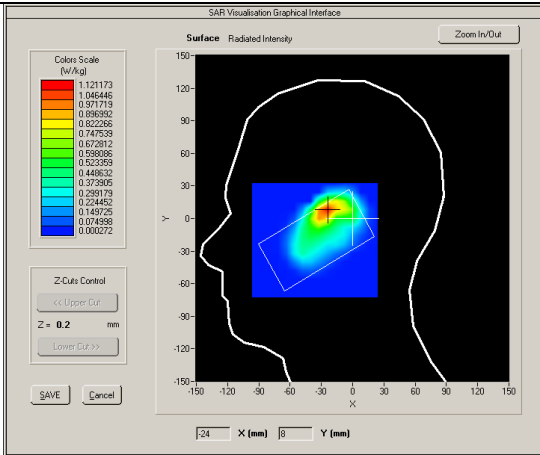 SAR Visualisation Graphical Interface
Surface Radiated Intensity
Zoom In/Out
Colors Scale
(W/kg)
1.121173
1.046446
0.971719
0.896992
0.822266
0.747539
0.672812
0.598086
0.523359
0.448632
0.373905
0.299179
0.224452
0.149725
0.074998
0.000272
Z-Cuts Control
<< Upper Cut
Z = 0.2 mm
Lower Cut >>
SAVE Cancel
150
120
90
60
30
0
-30
-60
-90
-120
-150
Y
-150 -120 -90 -60 -30 0 30 60 90 120 150
X
-24 X (mm) 8 Y (mm)